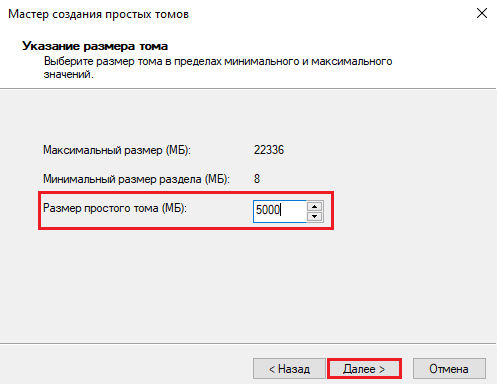 Мастер создания простых томов
Указание размера тома
Выберите размер тома в пределах минимального и максимального
значений.
Максимальный размер (МБ): 22336
Минимальный размер раздела (МБ): 8
Размер простого тома (МБ): 5000
< Назад Далее > Отмена